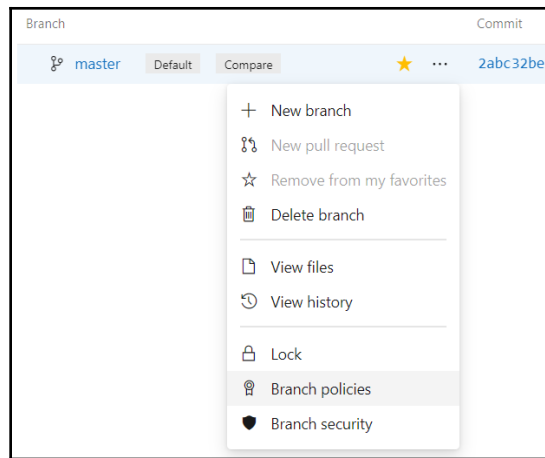 Branch Commit
master Default Compare 2abc32be
New branch
New pull request
Remove from my favorites
Delete branch
View files
View history
Lock
Branch policies
Branch security